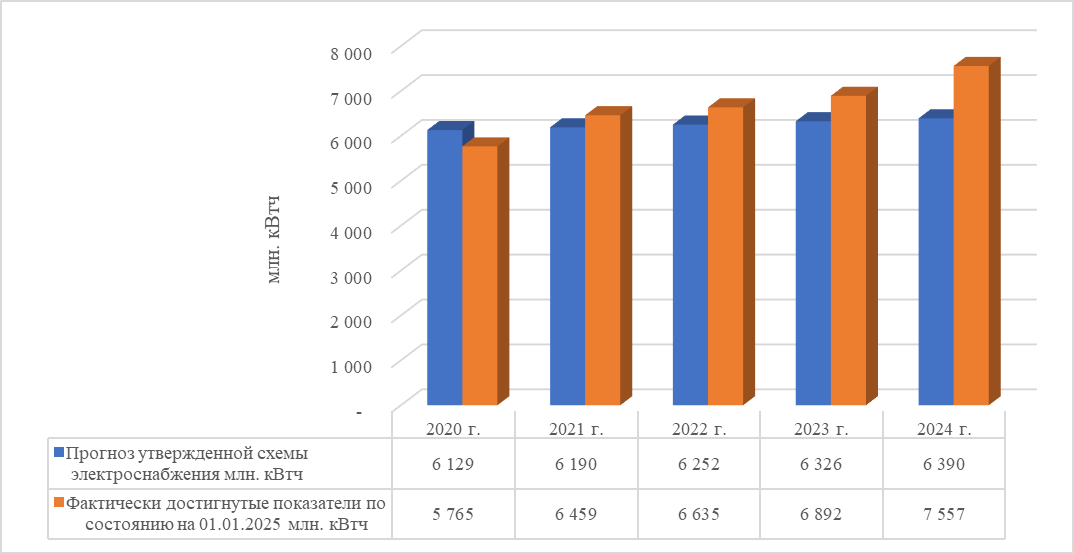 8 000
7 000
6 000
5 000
4 000
3 000
2 000
1 000
-
млн. кВтч
2020 г. 2021 г. 2022 г. 2023 г. 2024 г.
Прогноз утвержденной схемы
электроснабжения млн. кВтч
6 129 6 190 6 252 6 326 6 390
Фактически достигнутые показатели по
состоянию на 01.01.2025 млн. кВтч
5 765 6 459 6 635 6 892 7 557